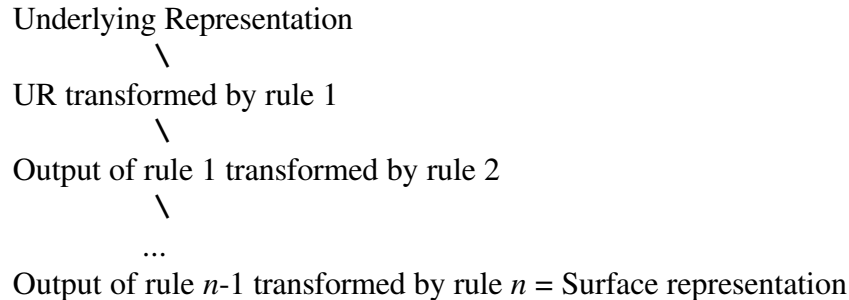 Underlying Representation
\
UR transformed by rule 1
\
Output of rule 1 transformed by rule 2
\
...
Output of rule n-1 transformed by rule n = Surface representation